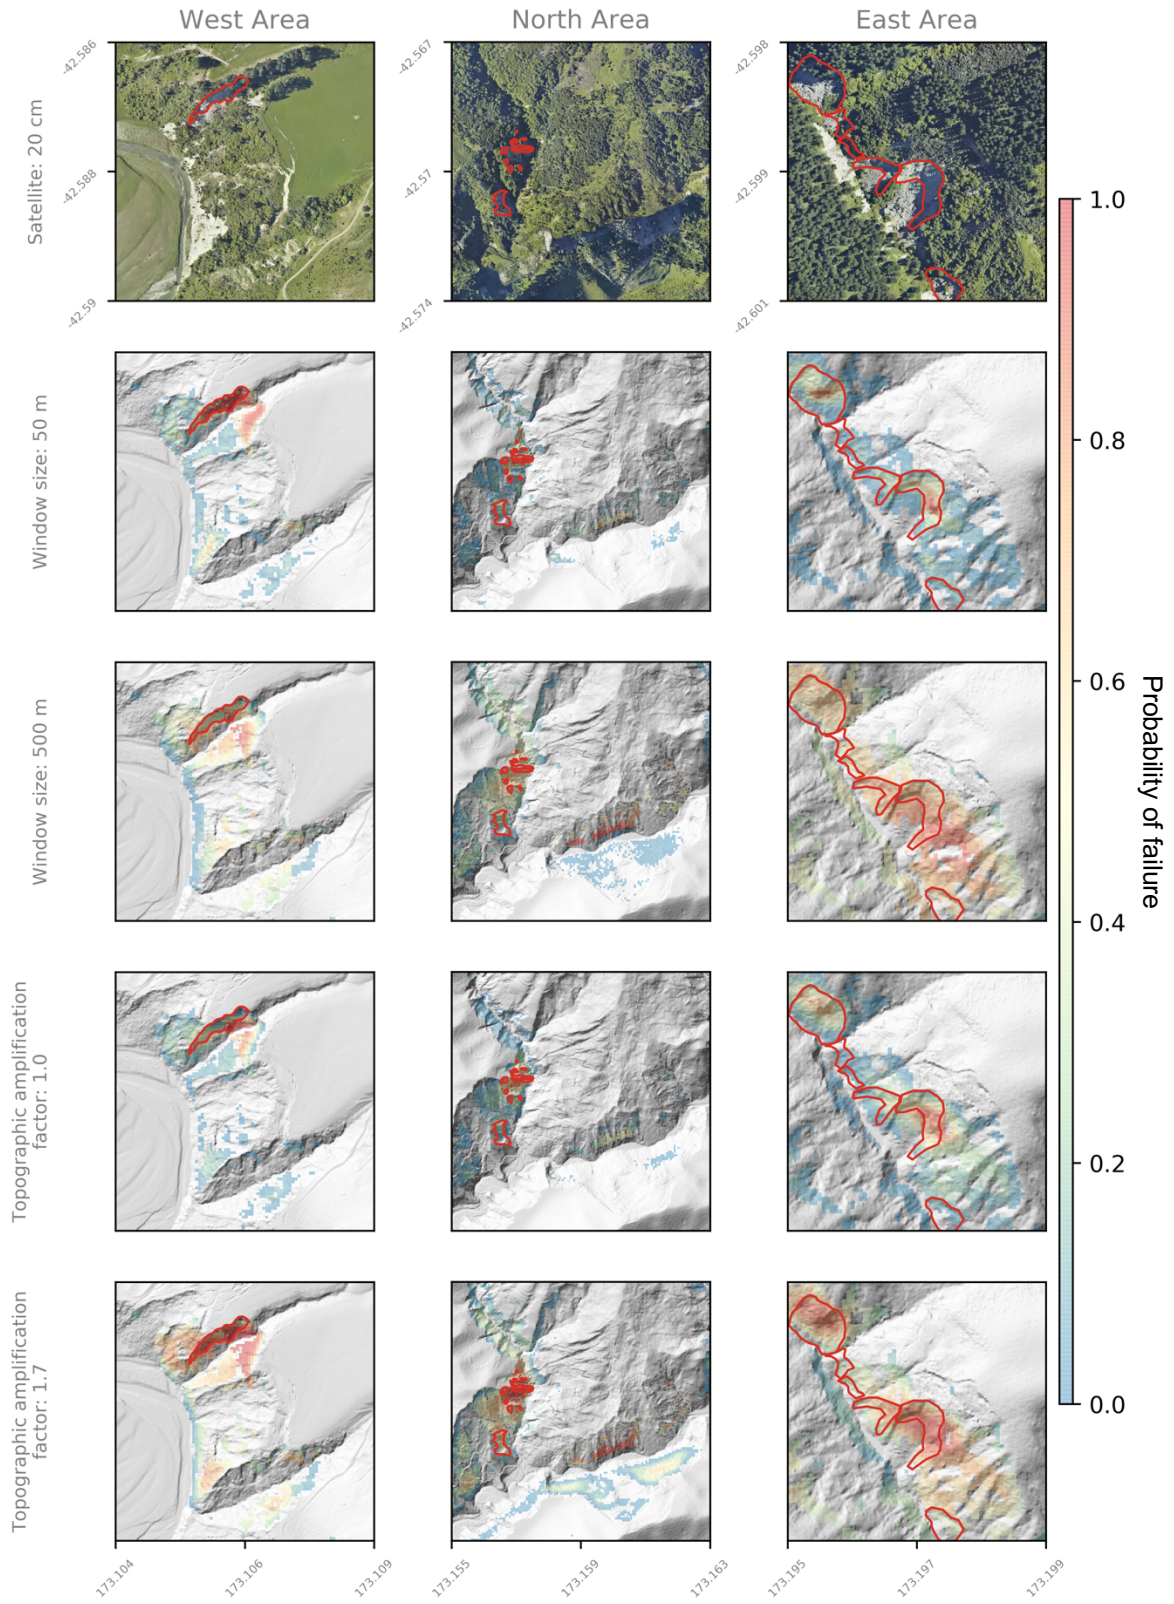 West Area
North Area
East Area
Satellite: 20 cm
-42.586
-42.588
-42.59
-42.567
-42.57
-42.574
-42.598
-42.599
-42.601
Window size: 50 m
Window size: 500 m
Topographic amplification
factor: 1.0
Topographic amplification
factor: 1.7
173.104
173.106
173.109
173.155
173.159
173.163
173.195
173.197
173.199
1.0
0.8
0.6
0.4
0.2
0.0
Probability of failure